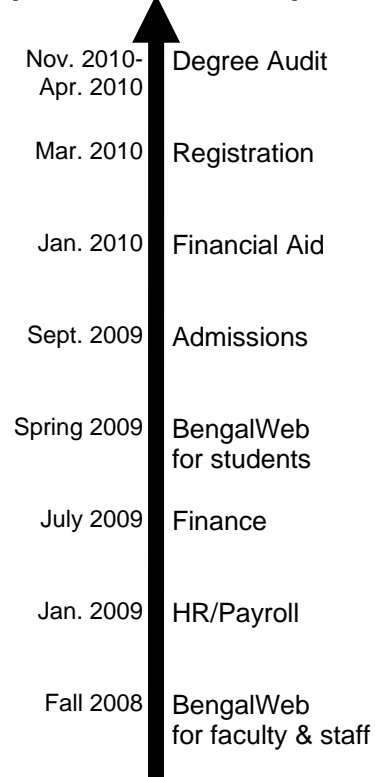 Nov. 2010-
Apr. 2010
Degree Audit
Mar. 2010
Registration
Jan. 2010
Financial Aid
Sept. 2009
Admissions
Spring 2009
BengalWeb
for students
July 2009
Finance
Jan. 2009
HR/Payroll
Fall 2008
BengalWeb
for faculty & staff